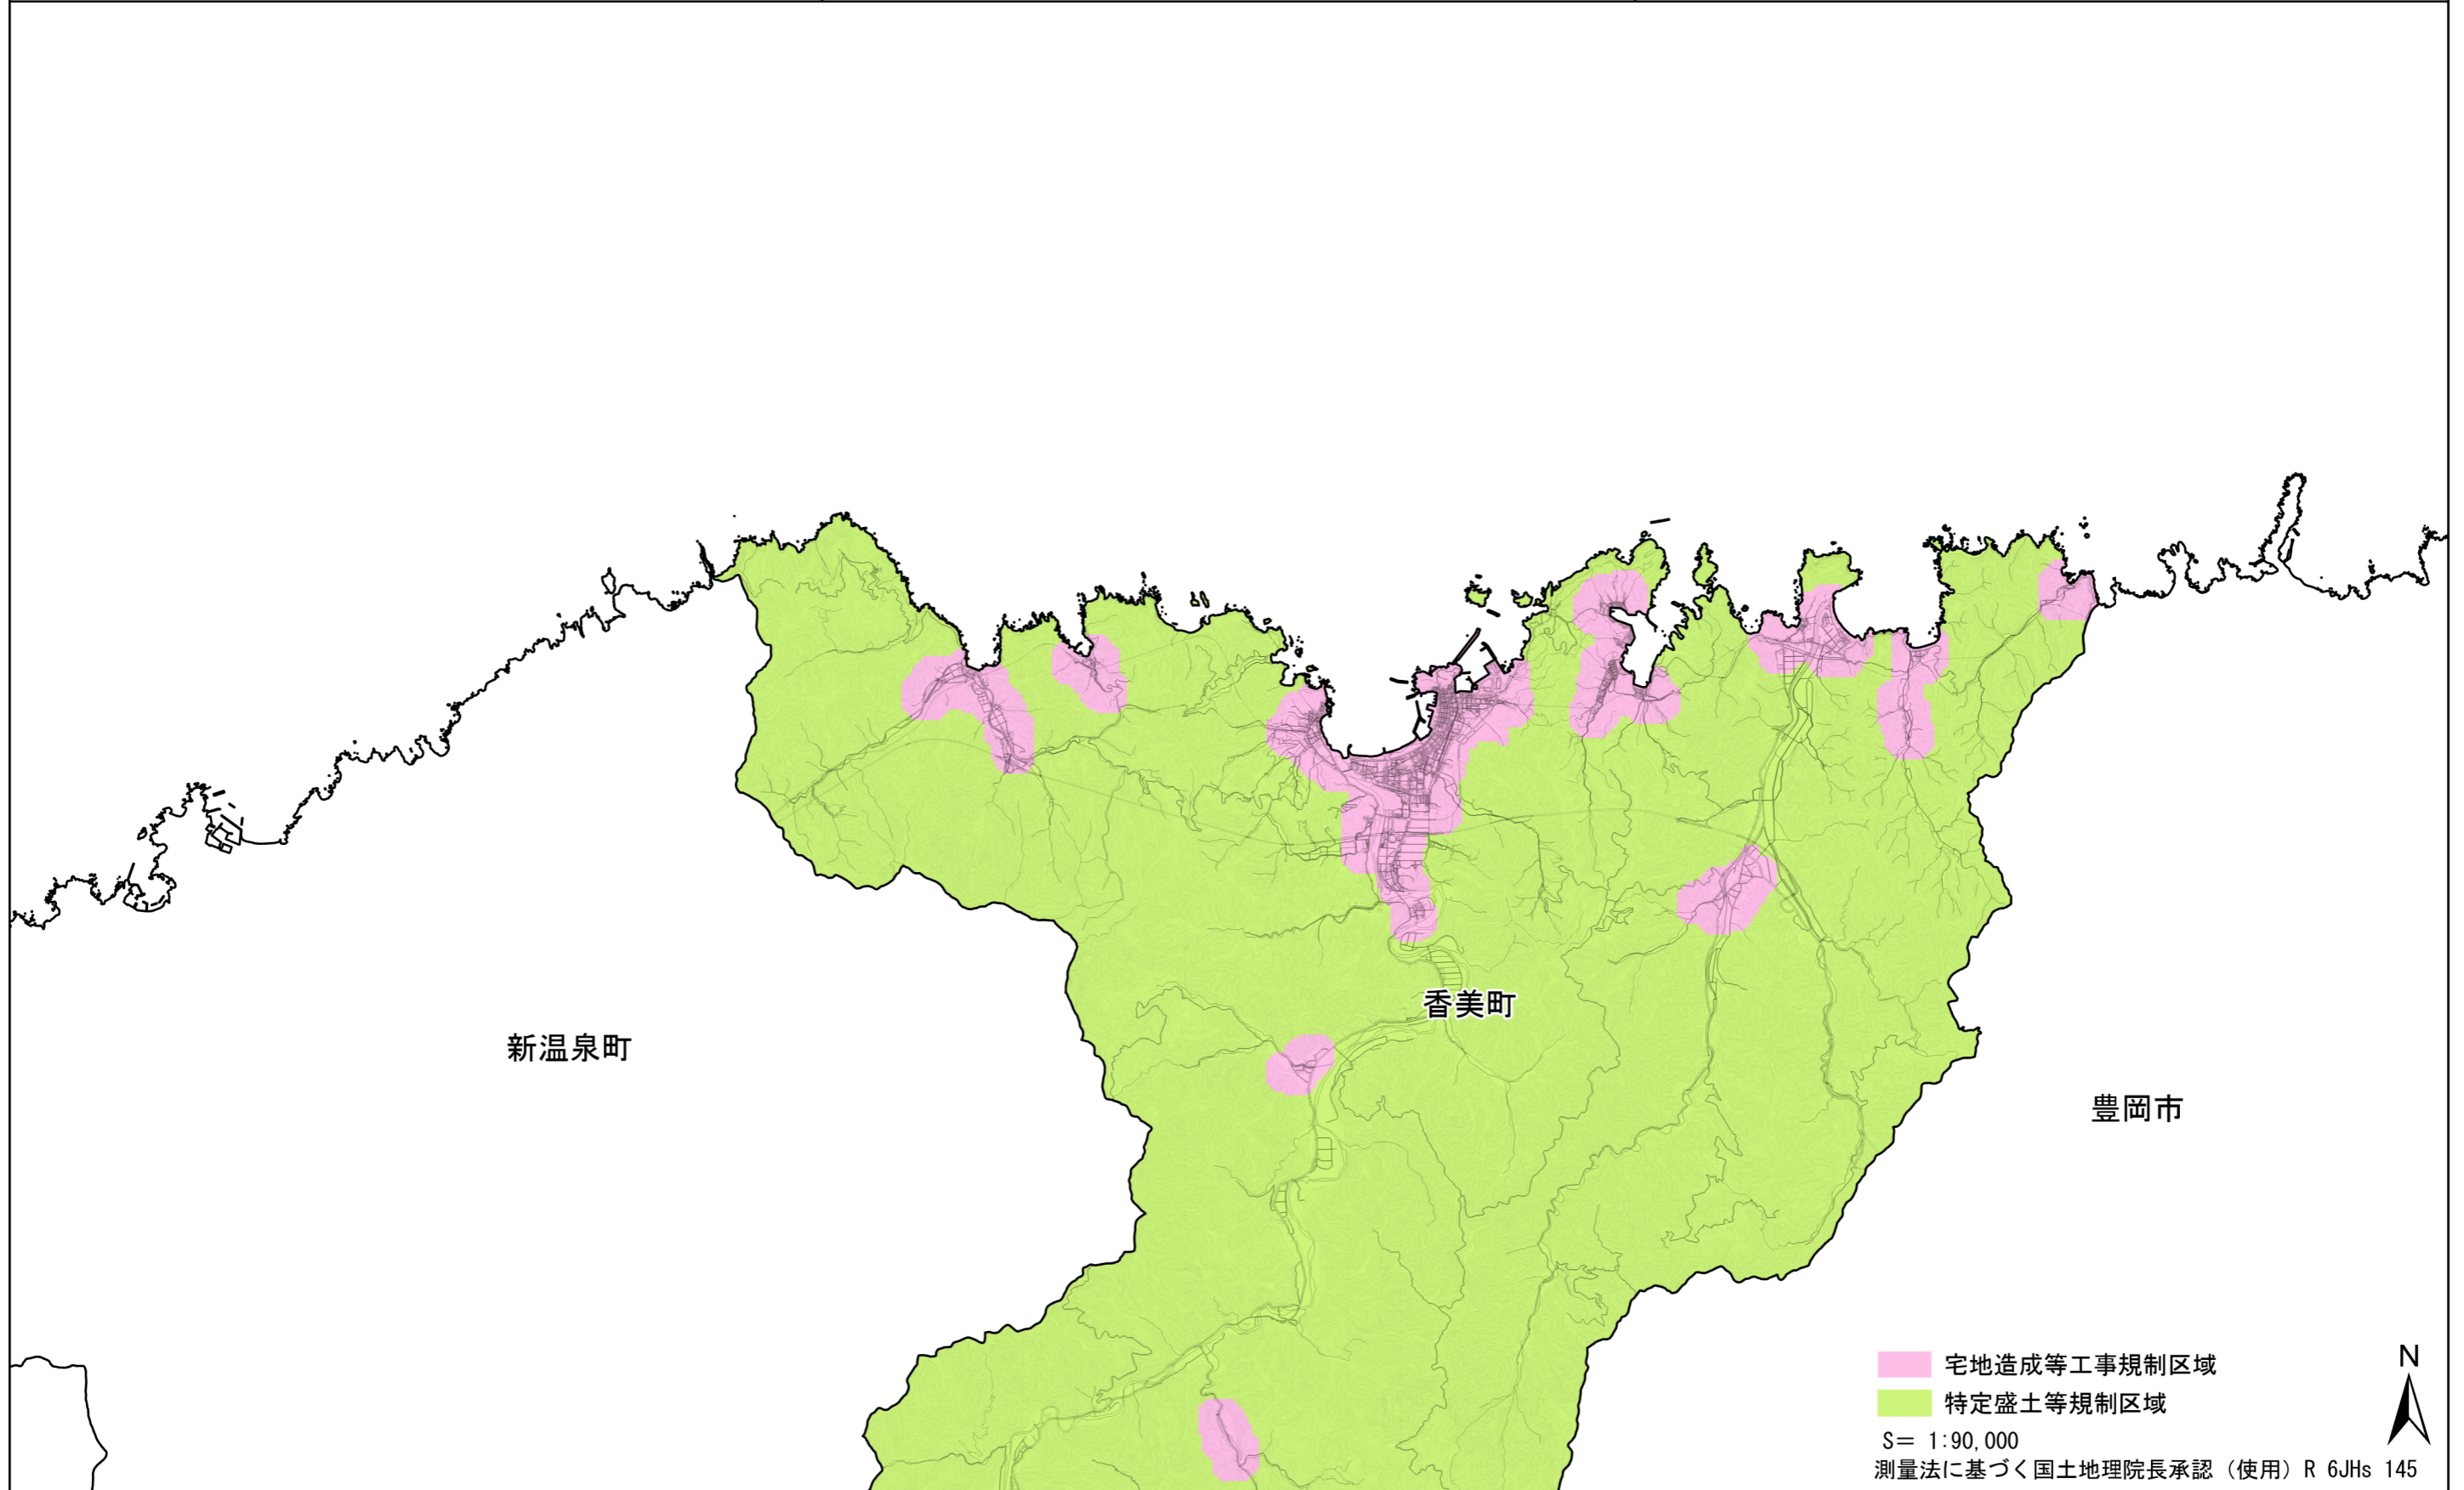 香美町
新温泉町
豊岡市
N
宅地造成等工事規制区域
特定盛土等規制区域
S＝ 1:90,000
測量法に基づく国土地理院長承認（使用）R 6JHs 145